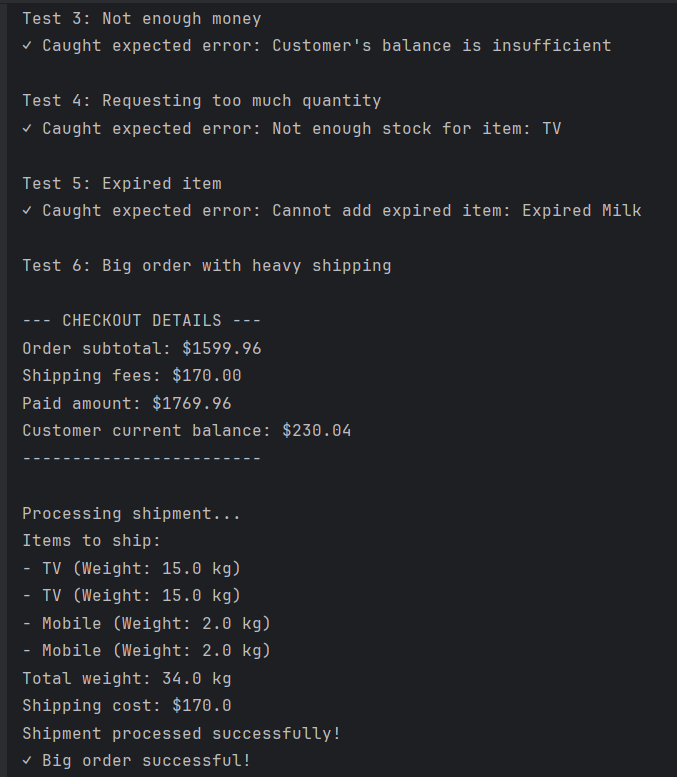 Test 3: Not enough money
✓ Caught expected error: Customer's balance is insufficient
Test 4: Requesting too much quantity
✓ Caught expected error: Not enough stock for item: TV
Test 5: Expired item
✓ Caught expected error: Cannot add expired item: Expired Milk
Test 6: Big order with heavy shipping
--- CHECKOUT DETAILS ---
Order subtotal: $1599.96
Shipping fees: $170.00
Paid amount: $1769.96
Customer current balance: $230.04
------------------------
Processing shipment...
Items to ship:
- TV (Weight: 15.0 kg)
- TV (Weight: 15.0 kg)
- Mobile (Weight: 2.0 kg)
- Mobile (Weight: 2.0 kg)
Total weight: 34.0 kg
Shipping cost: $170.0
Shipment processed successfully!
✓ Big order successful!